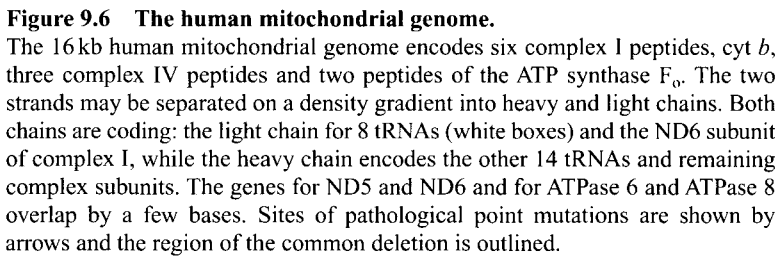 Figure 9.6 The human mitochondrial genome.
The 16 kb human mitochondrial genome encodes six complex I peptides, cyt b,
three complex IV peptides and two peptides of the ATP synthase Fo. The two
strands may be separated on a density gradient into heavy and light chains. Both
chains are coding: the light chain for 8 tRNAs (white boxes) and the ND6 subunit
of complex I, while the heavy chain encodes the other 14 tRNAs and remaining
complex subunits. The genes for ND5 and ND6 and for ATPase 6 and ATPase 8
overlap by a few bases. Sites of pathological point mutations are shown by
arrows and the region of the common deletion is outlined.